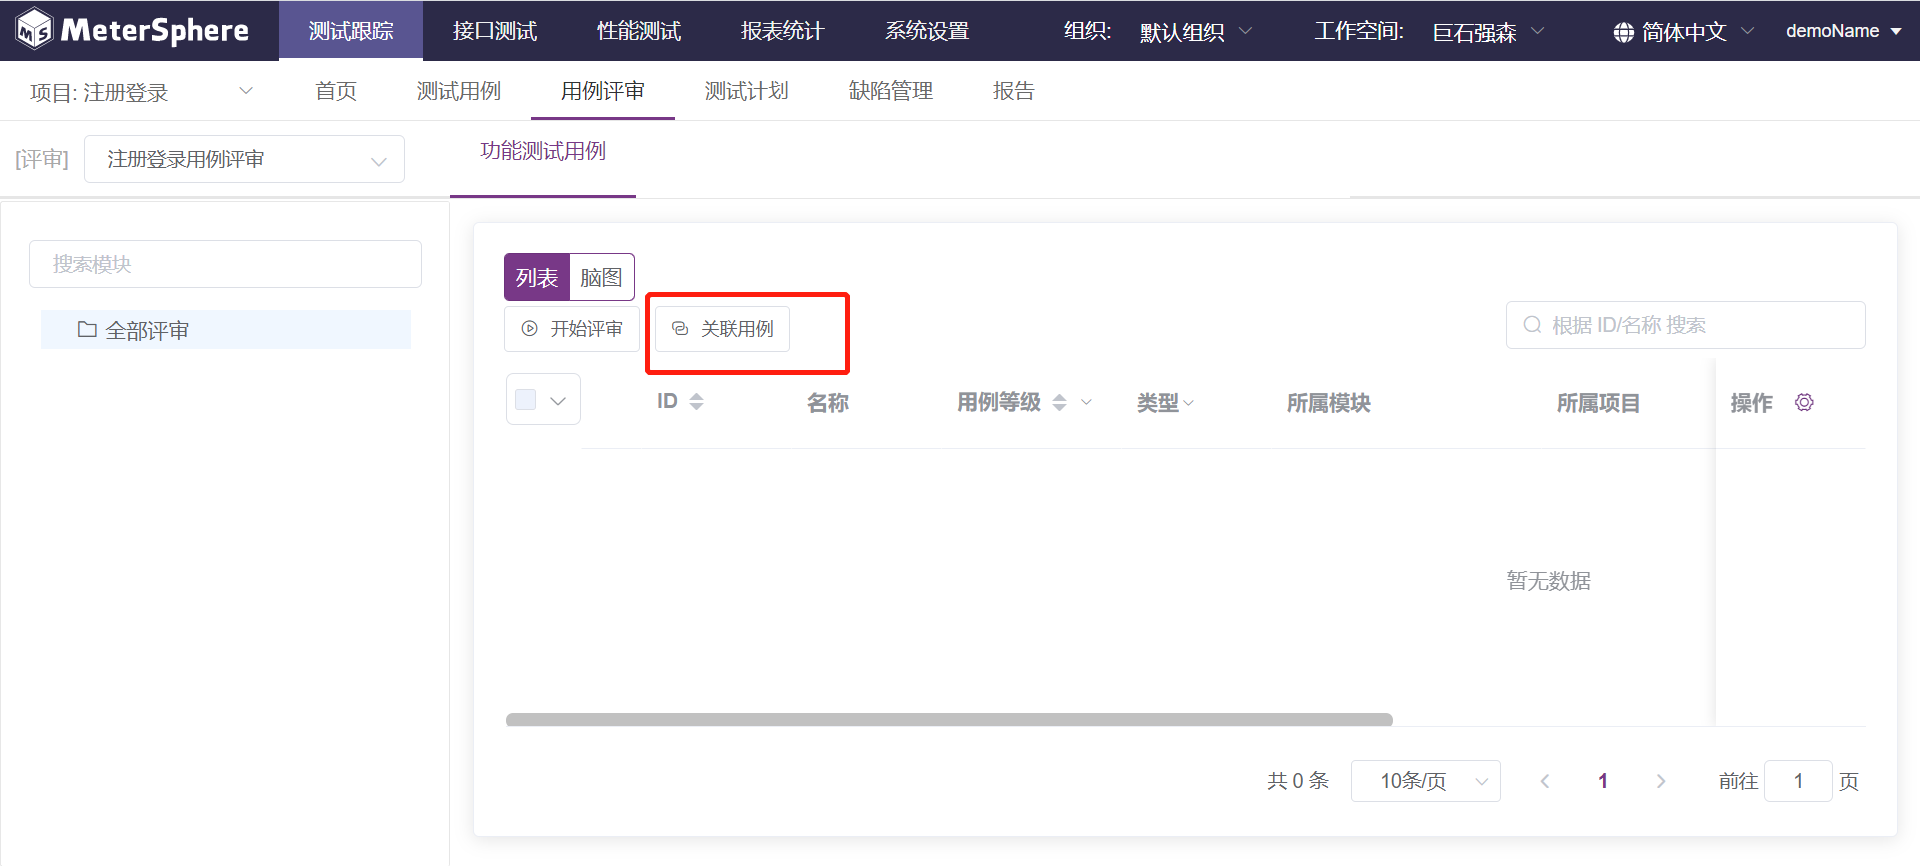 MS MeterSphere 测试跟踪 接口测试 性能测试 报表统计 系统设置 组织: 默认组织 工作空间: 巨石强森 简体中文 demoName
项目: 注册登录 首页 测试用例 用例评审 测试计划 缺陷管理 报告
[评审] 注册登录用例评审 功能测试用例
搜索模块
全部评审
列表 脑图
开始评审 关联用例 根据 ID/名称 搜索
ID 名称 用例等级 类型 所属模块 所属项目 操作
暂无数据
共 0 条 10条/页 1 前往 1 页